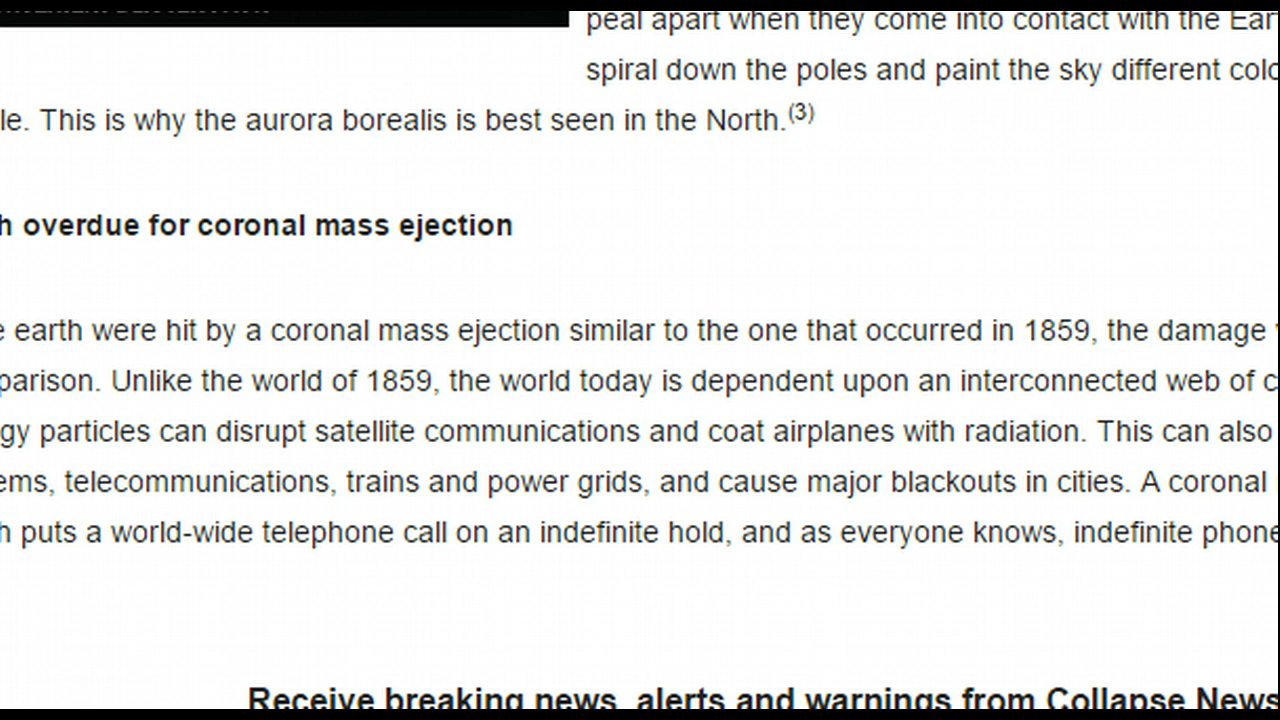 peal apart when they come into contact with the Ear
spiral down the poles and paint the sky different colo
le. This is why the aurora borealis is best seen in the North.(3)
h overdue for coronal mass ejection
e earth were hit by a coronal mass ejection similar to the one that occurred in 1859, the damage
parison. Unlike the world of 1859, the world today is dependent upon an interconnected web of c
gy particles can disrupt satellite communications and coat airplanes with radiation. This can also
ems, telecommunications, trains and power grids, and cause major blackouts in cities. A coronal
h puts a world-wide telephone call on an indefinite hold, and as everyone knows, indefinite phone
Receive breaking news, alerts and warnings from Collapse News